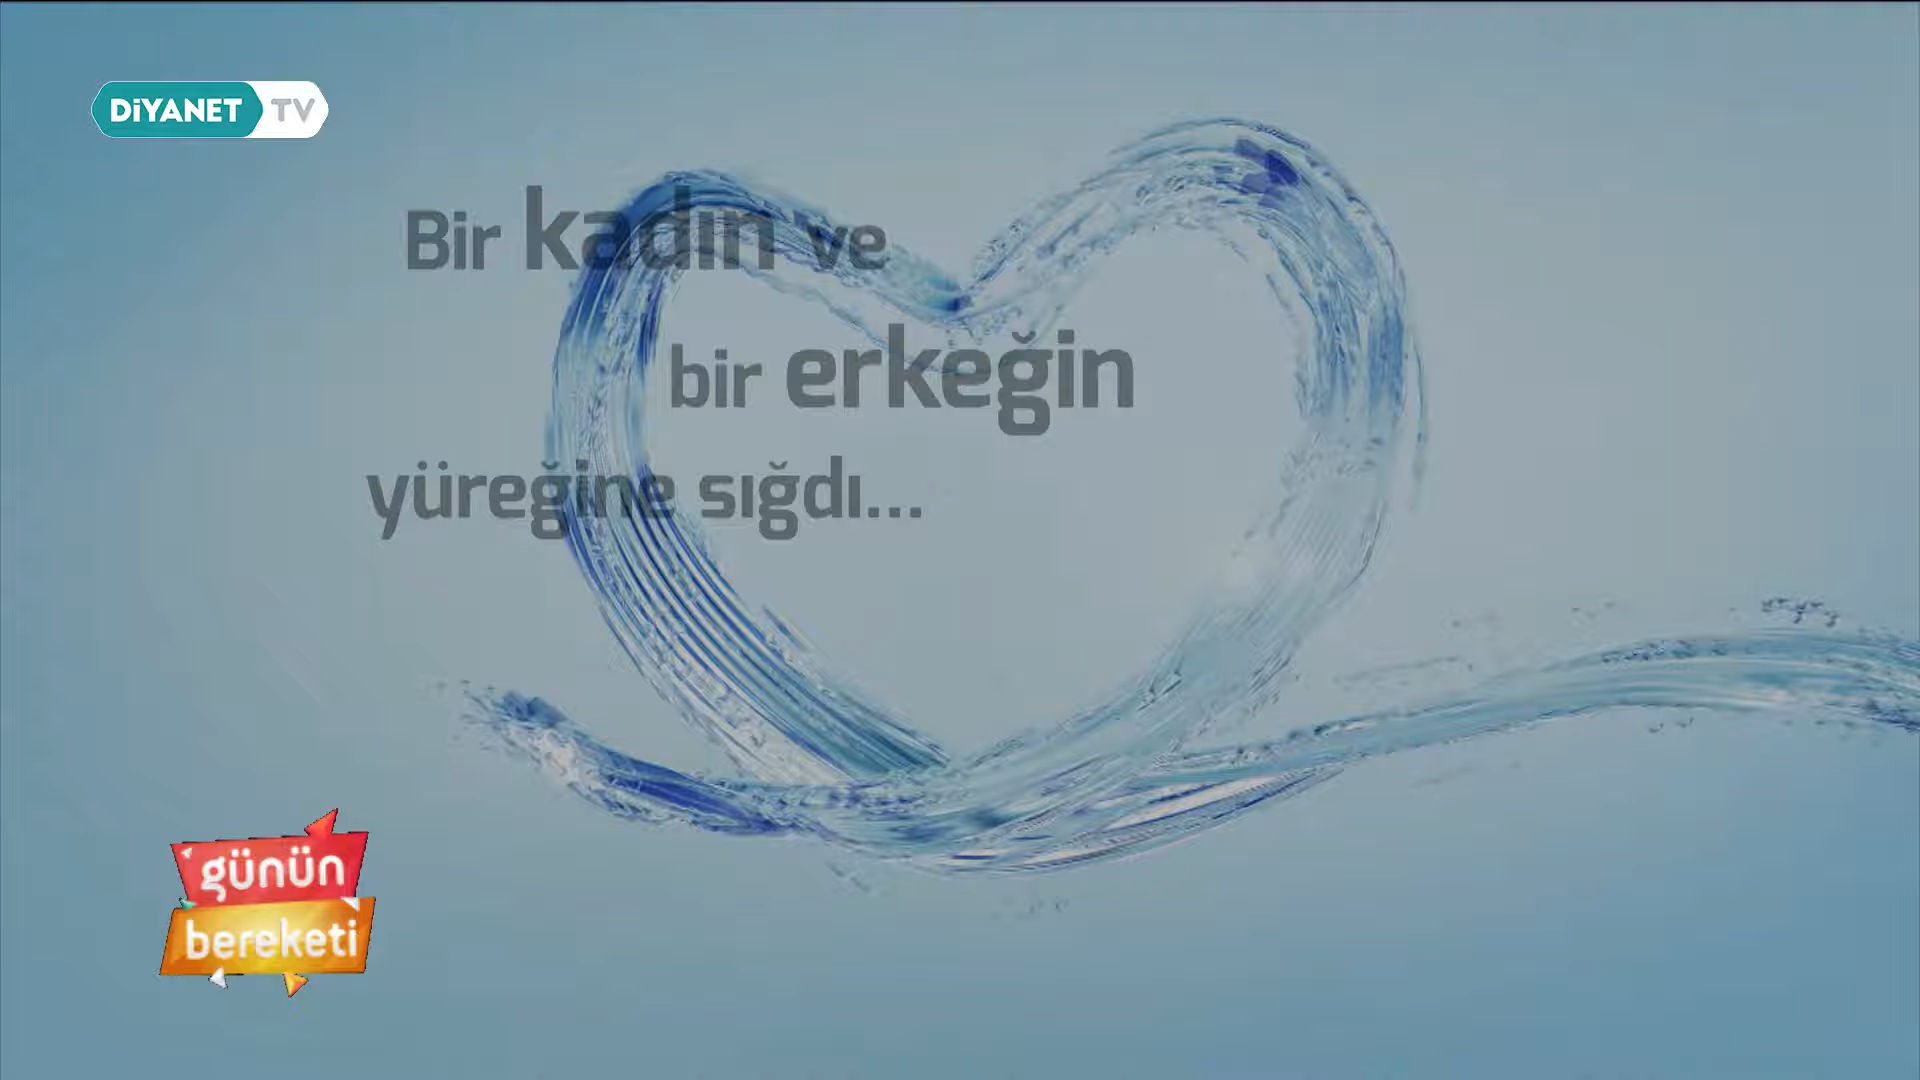 DİYANET TV
Bir kadın ve
bir erkeğin
yüreğine sığdı...
günün
bereketi